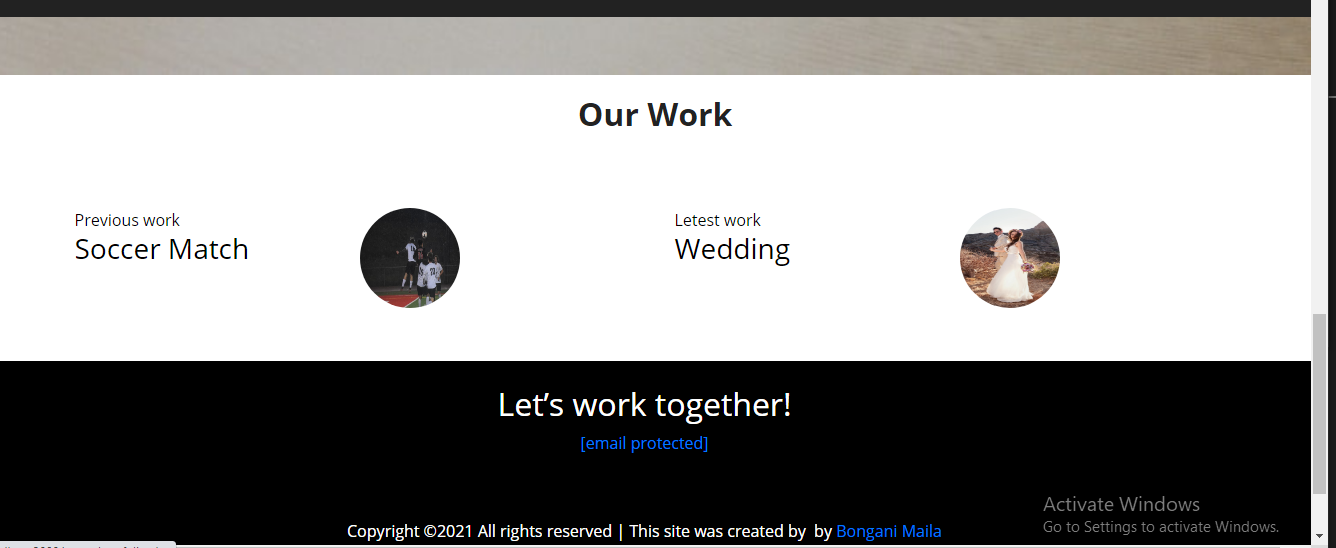 Our Work
Previous work
Soccer Match
Letest work
Wedding
Let’s work together!
[email protected]
Copyright ©2021 All rights reserved | This site was created by  by Bongani Maila
Activate Windows
Go to Settings to activate Windows.